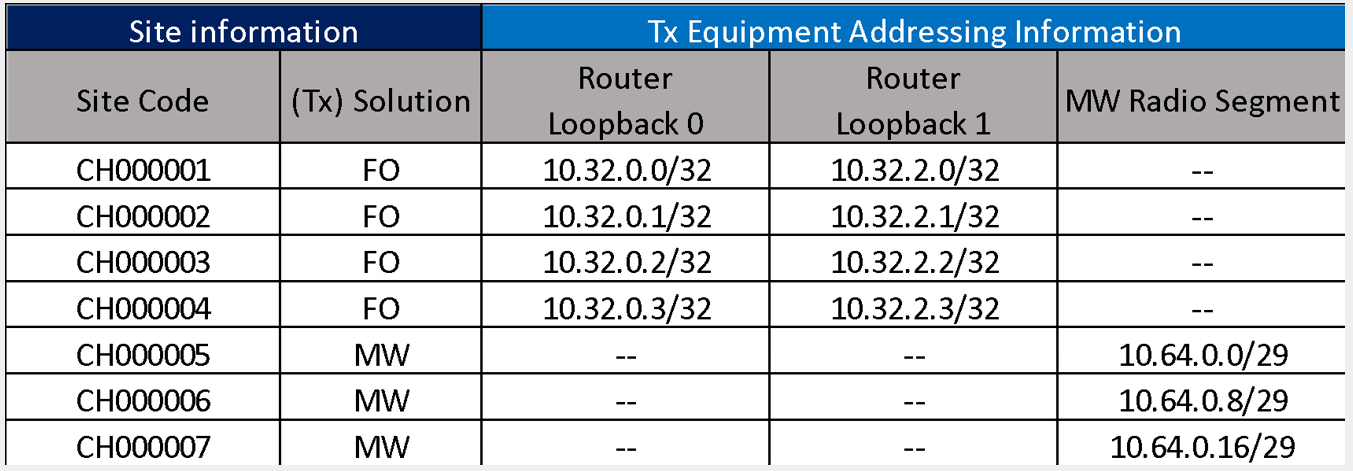 Site information Tx Equipment Addressing Information
Site Code (Tx) Solution Router Loopback 0 Router Loopback 1 MW Radio Segment
CH000001 FO 10.32.0.0/32 10.32.2.0/32 --
CH000002 FO 10.32.0.1/32 10.32.2.1/32 --
CH000003 FO 10.32.0.2/32 10.32.2.2/32 --
CH000004 FO 10.32.0.3/32 10.32.2.3/32 --
CH000005 MW -- -- 10.64.0.0/29
CH000006 MW -- -- 10.64.0.8/29
CH000007 MW -- -- 10.64.0.16/29